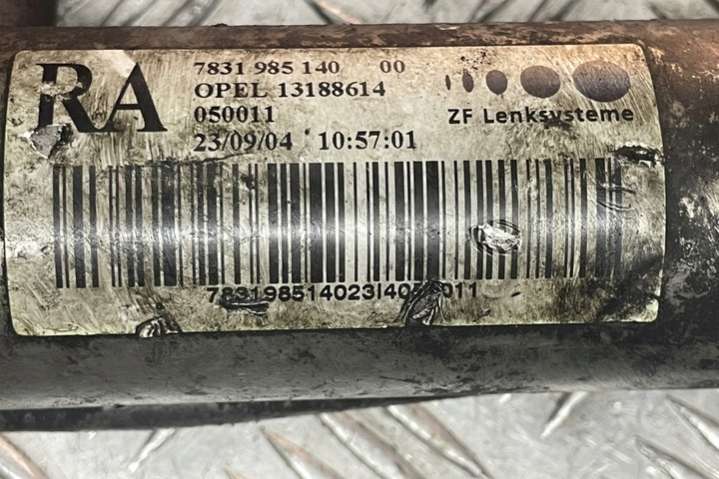 RA
7831 985 140 00
OPEL 13188614
050011
23/09/04 10:57:01
ZF Lenksysteme